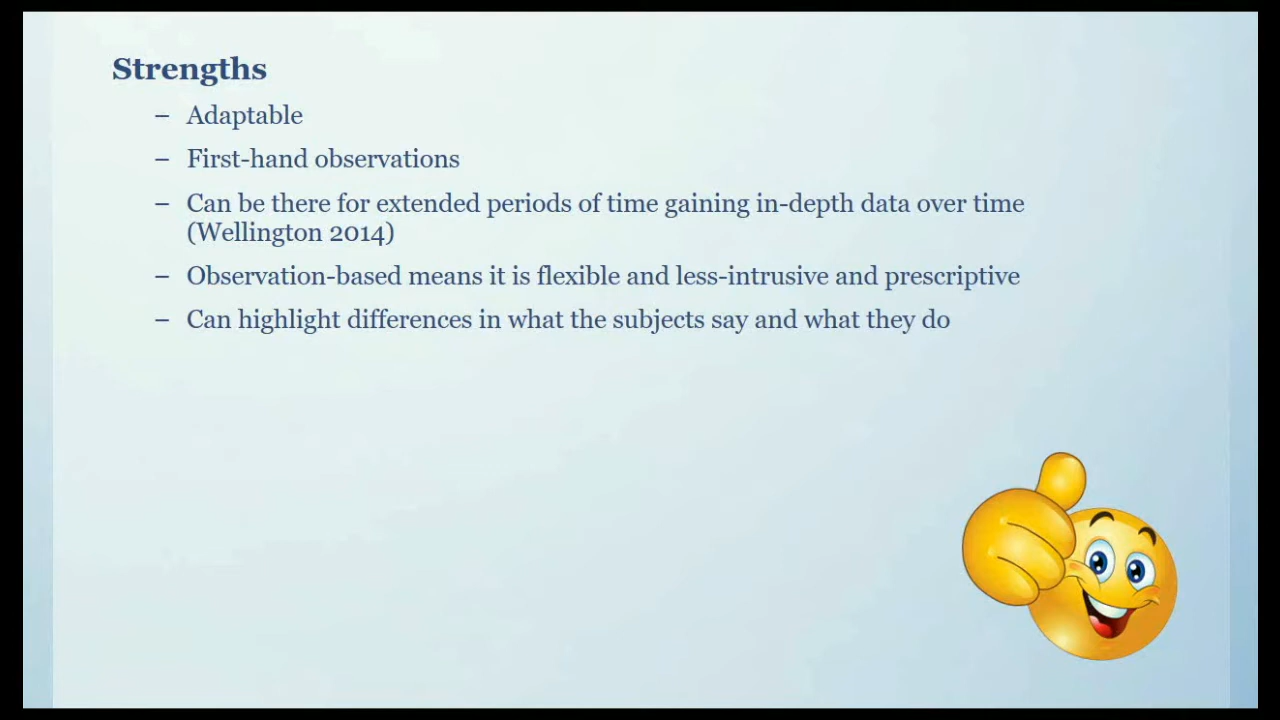 Strengths
– Adaptable
– First-hand observations
– Can be there for extended periods of time gaining in-depth data over time
(Wellington 2014)
– Observation-based means it is flexible and less-intrusive and prescriptive
– Can highlight differences in what the subjects say and what they do